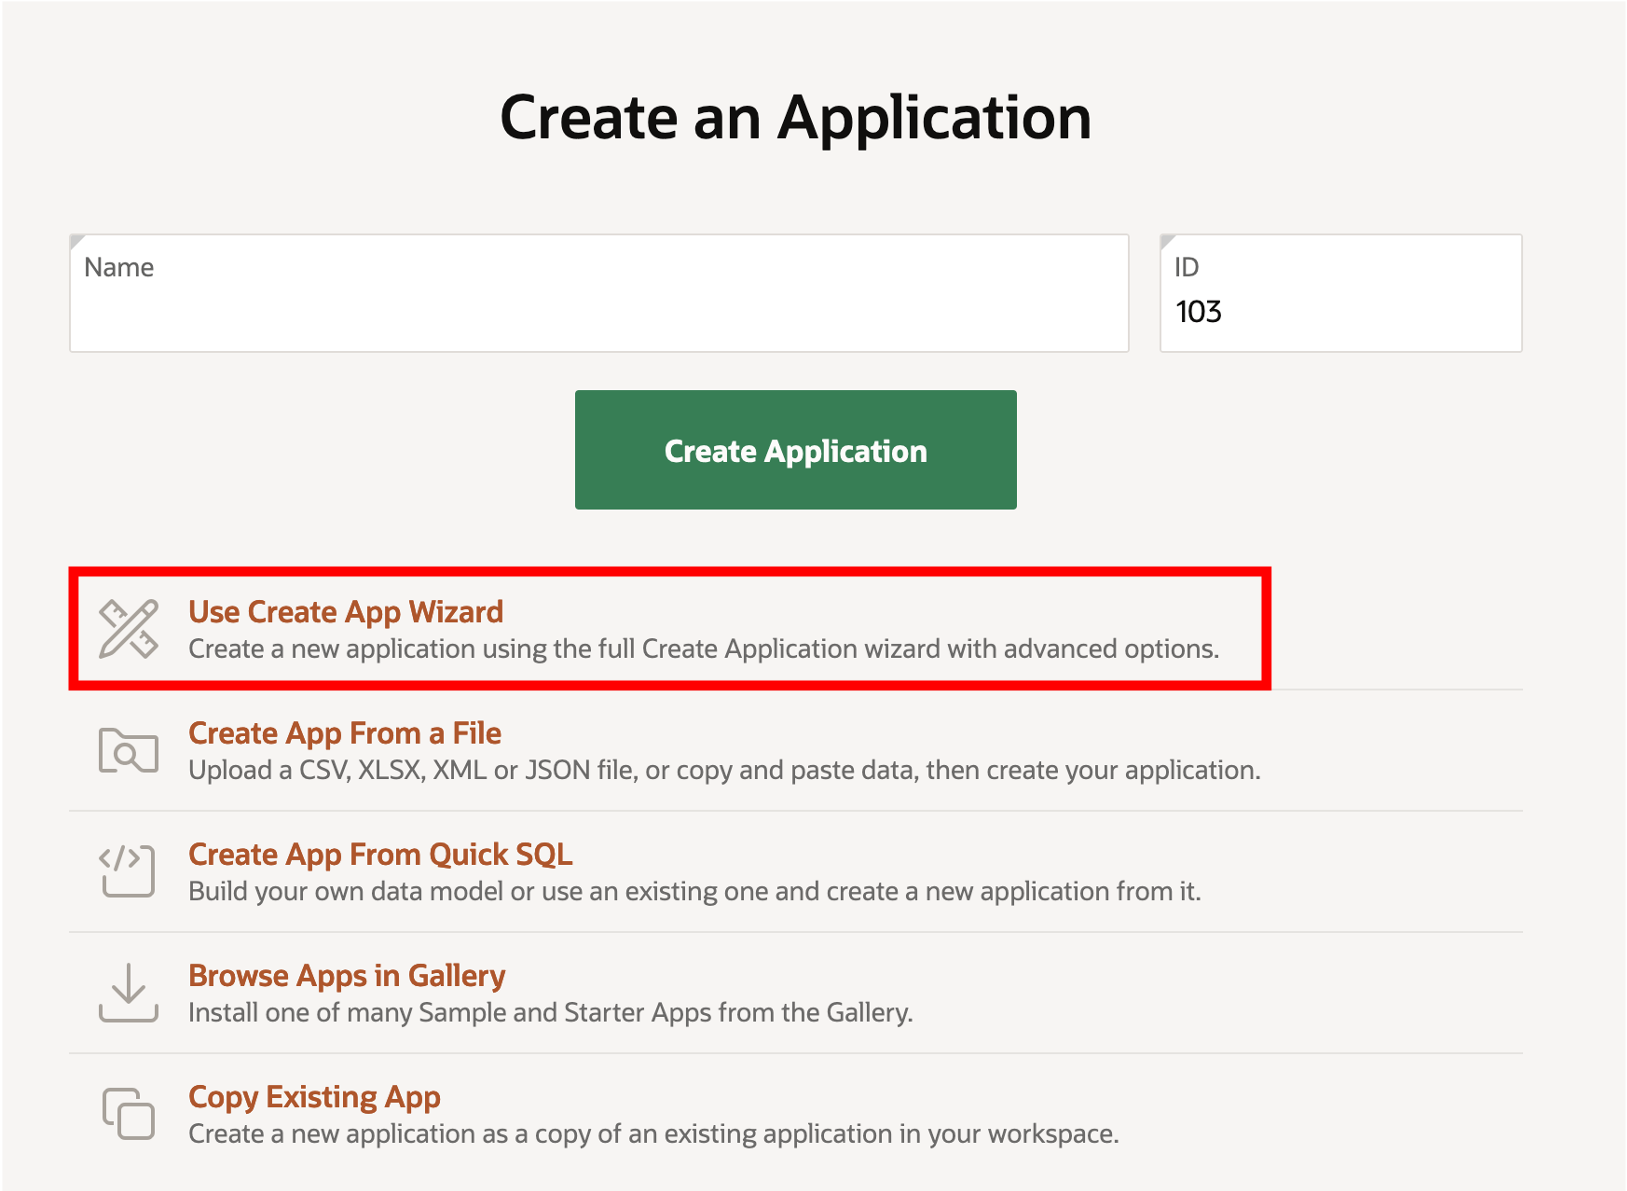 Create an Application
Name
ID
103
Create Application
Use Create App Wizard
Create a new application using the full Create Application wizard with advanced options.
Create App From a File
Upload a CSV, XLSX, XML or JSON file, or copy and paste data, then create your application.
Create App From Quick SQL
Build your own data model or use an existing one and create a new application from it.
Browse Apps in Gallery
Install one of many Sample and Starter Apps from the Gallery.
Copy Existing App
Create a new application as a copy of an existing application in your workspace.